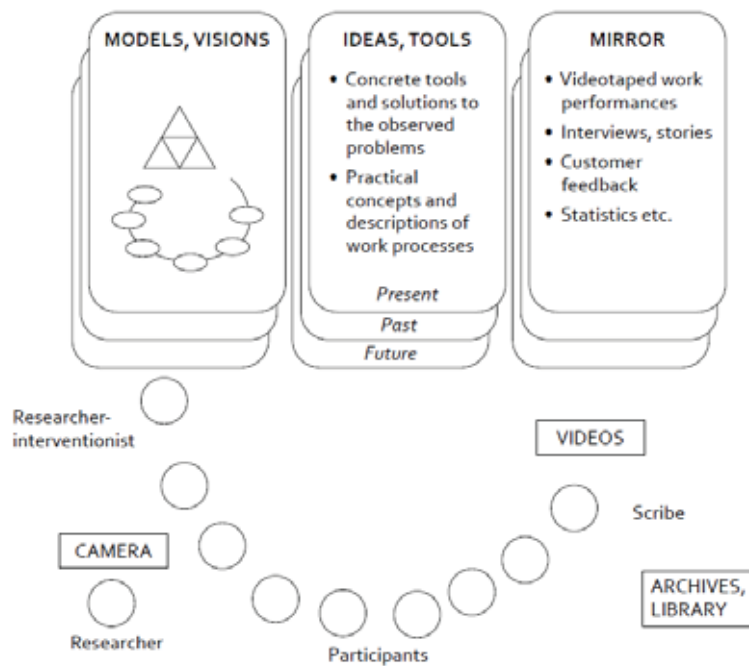 MODELS, VISIONS
IDEAS, TOOLS
• Concrete tools
and solutions to
the observed
problems
• Practical
concepts and
descriptions of
work processes
Present
Past
Future
MIRROR
• Videotaped work
performances
• Interviews, stories
• Customer
feedback
• Statistics etc.
Researcher-
interventionist
VIDEOS
Scribe
CAMERA
ARCHIVES,
LIBRARY
Researcher
Participants